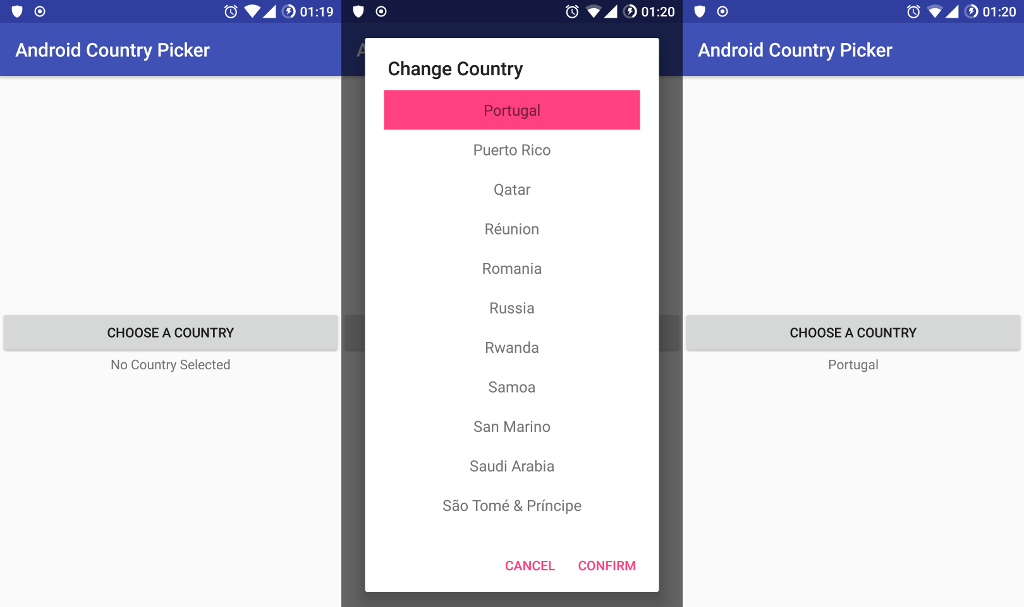 01:19
Android Country Picker
CHOOSE A COUNTRY
No Country Selected
01:20
A
Change Country
Portugal
Puerto Rico
Qatar
Réunion
Romania
Russia
Rwanda
Samoa
San Marino
Saudi Arabia
São Tomé & Príncipe
CANCEL CONFIRM
01:20
Android Country Picker
CHOOSE A COUNTRY
Portugal